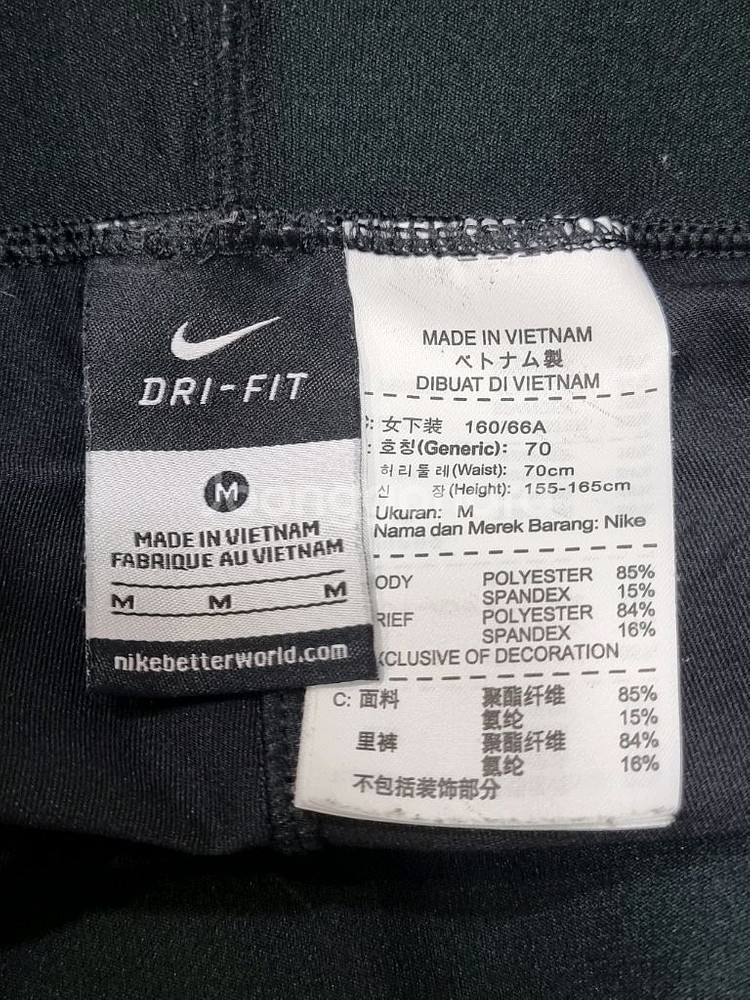 DRI-FIT
M
MADE IN VIETNAM
FABRIQUE AU VIETNAM
M M M
nikebetterworld.com
MADE IN VIETNAM
ベトナム製
DIBUAT DI VIETNAM
: 女下装 160/66A
: 호칭(Generic): 70
허리둘레(Waist): 70cm
신 장(Height): 155-165cm
Ukuran: M
Nama dan Merek Barang: Nike
ODY POLYESTER 85%
SPANDEX 15%
RIEF POLYESTER 84%
SPANDEX 16%
XCLUSIVE OF DECORATION
C: 面料 聚酯纤维 85%
氨纶 15%
里裤 聚酯纤维 84%
氨纶 16%
不包括装饰部分